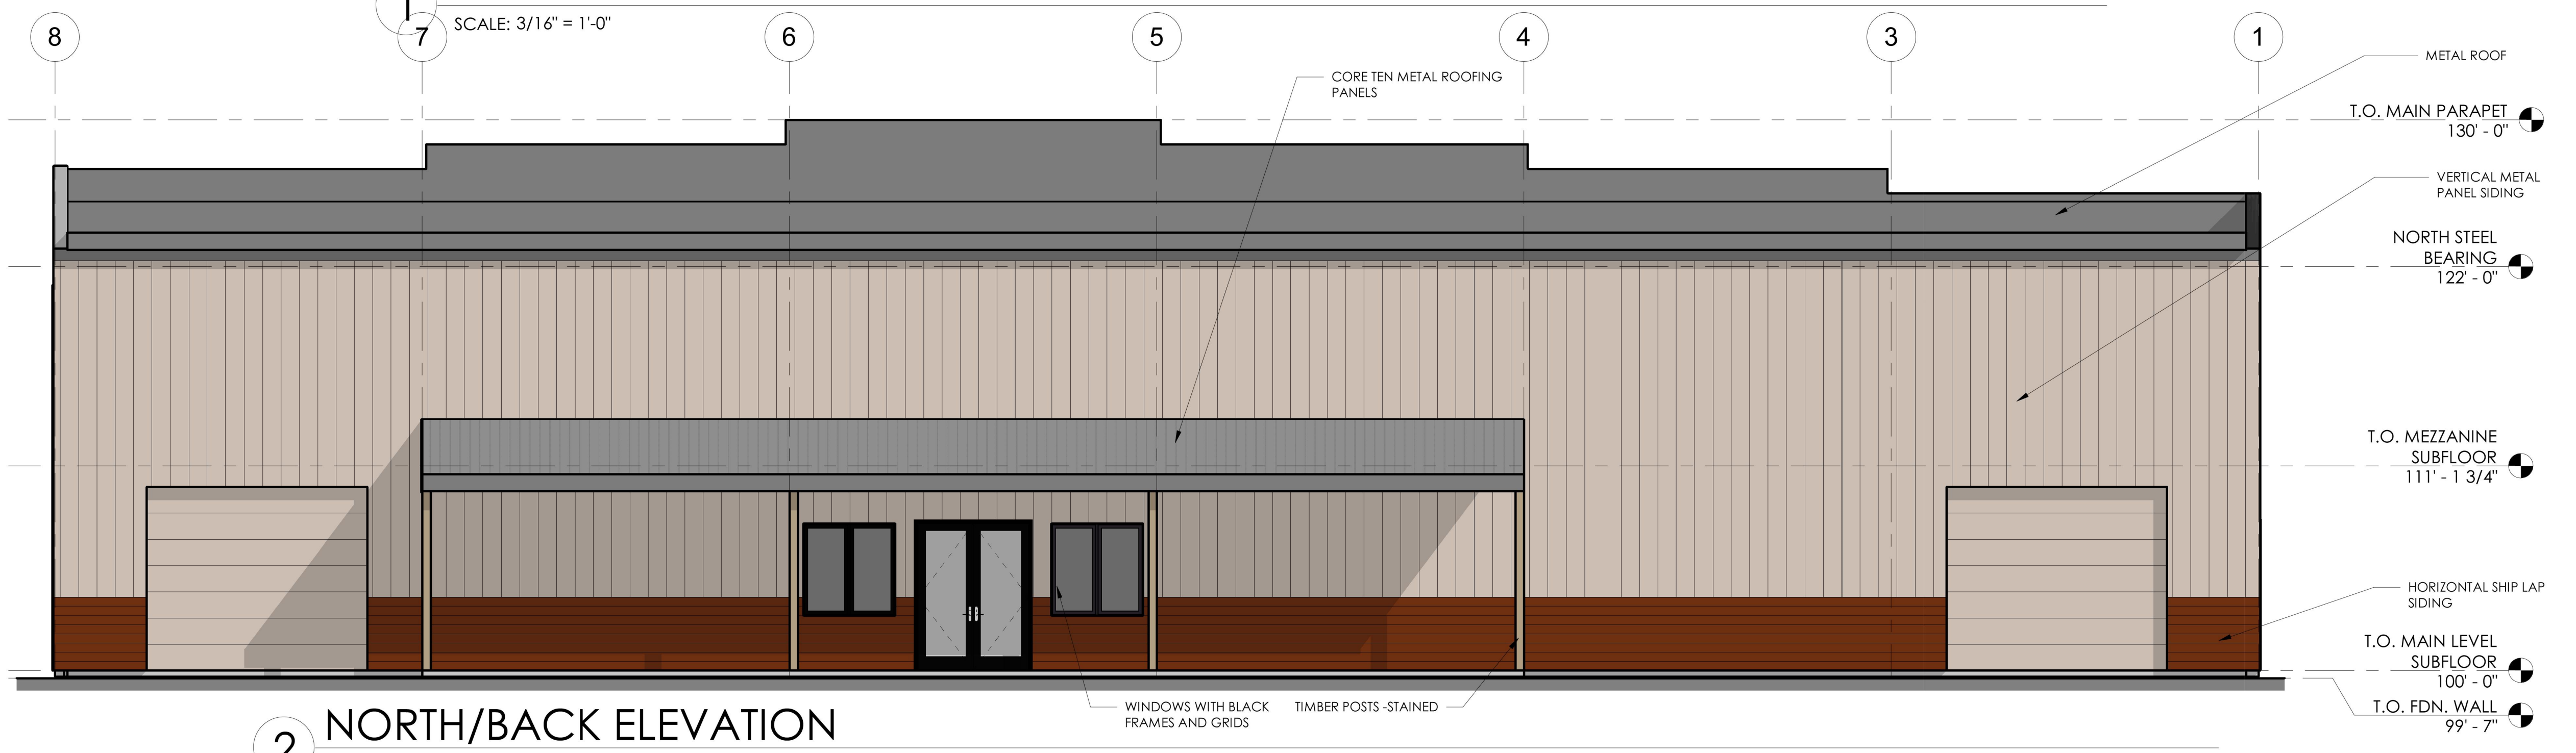 1
SCALE: 3/16" = 1'-0"
8
7
6
5
4
3
1
CORE TEN METAL ROOFING
PANELS
METAL ROOF
T.O. MAIN PARAPET
130' - 0"
VERTICAL METAL
PANEL SIDING
NORTH STEEL
BEARING
122' - 0"
T.O. MEZZANINE
SUBFLOOR
111' - 1 3/4"
HORIZONTAL SHIP LAP
SIDING
T.O. MAIN LEVEL
SUBFLOOR
100' - 0"
T.O. FDN. WALL
99' - 7"
WINDOWS WITH BLACK
FRAMES AND GRIDS
TIMBER POSTS -STAINED
2
NORTH/BACK ELEVATION